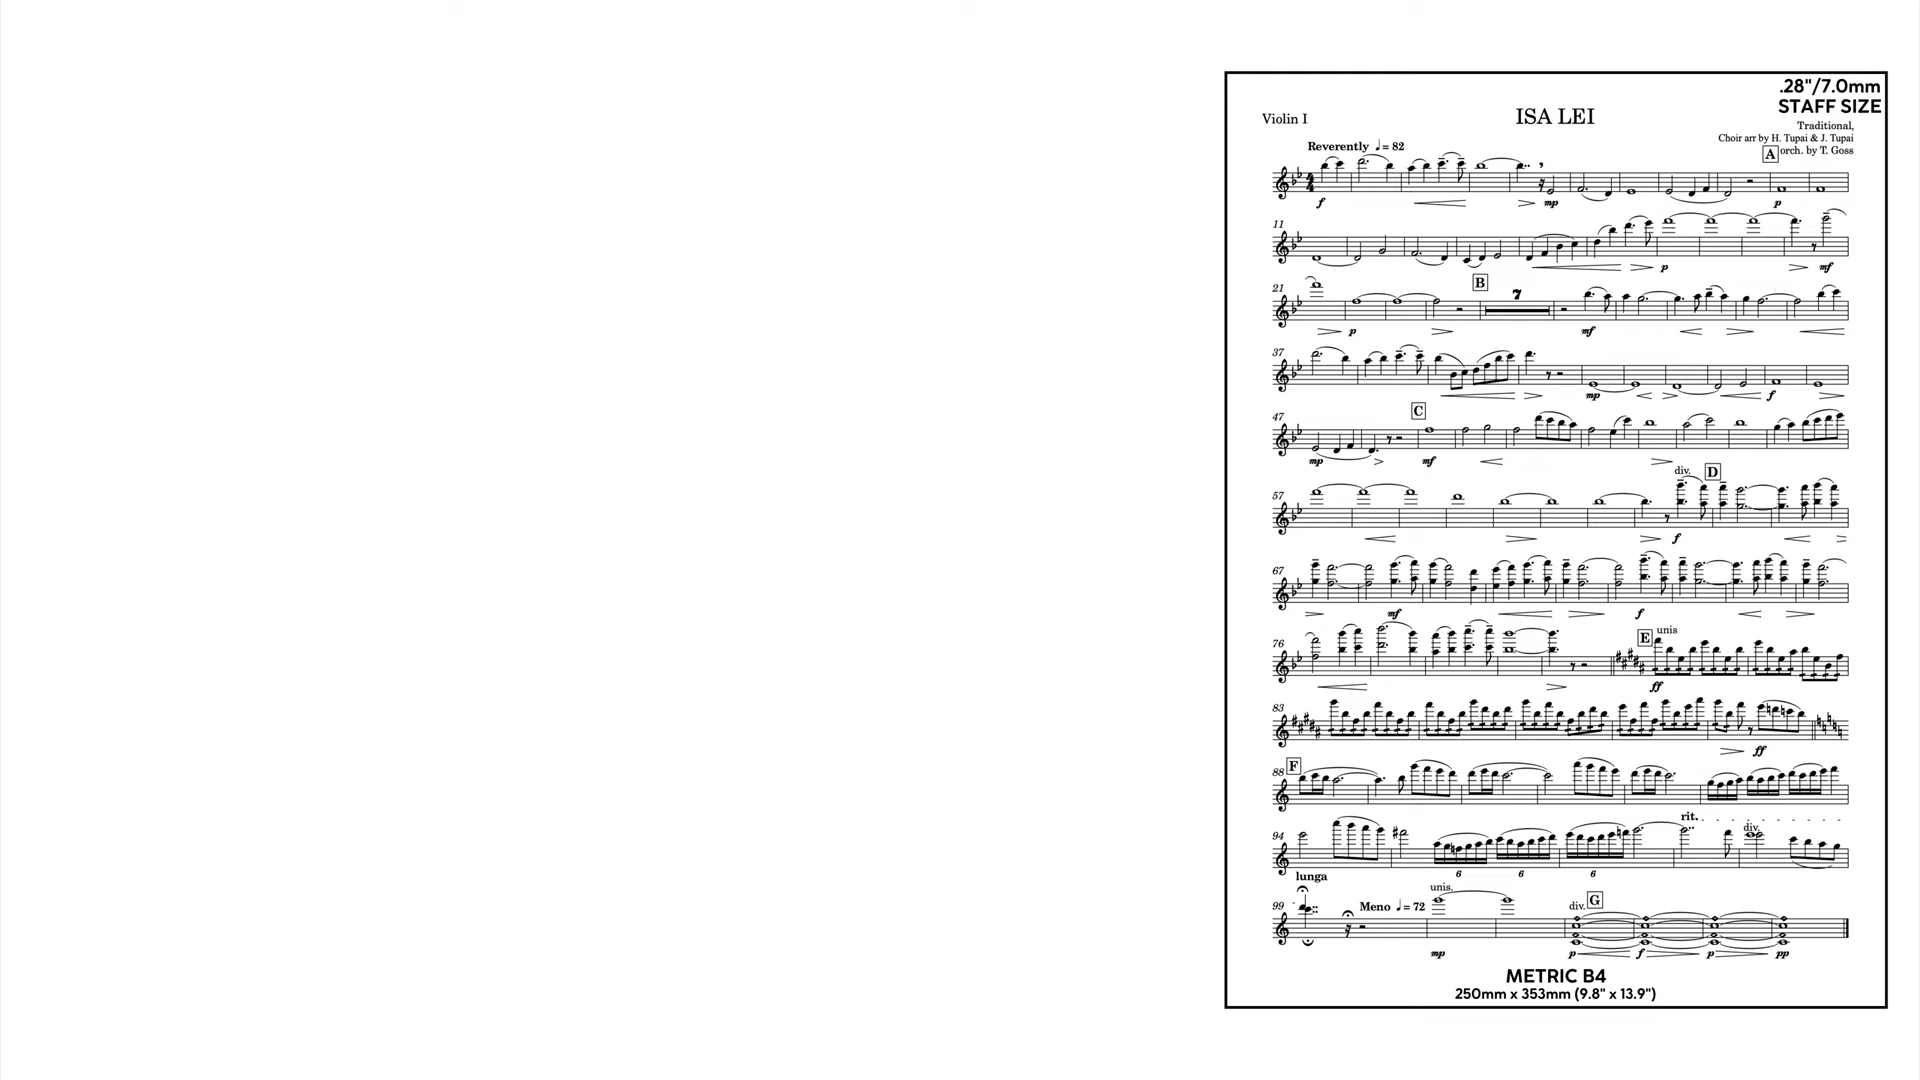 .28"/7.0mm
STAFF SIZE
Violin I
ISA LEI
Traditional,
Choir arr by H. Tupai & J. Tupai
orch. by T. Goss
Reverently ♩= 82
A
4
4
f
mp
p
11
p
mf
21
B
7
p
mf
37
mp
f
47
C
mp
mf
57
div.
D
f
67
mf
f
76
E
unis
ff
83
ff
F
88
rit.
94
div.
6
6
6
lunga
99
Meno ♩= 72
unis.
div.
G
mp
p
f
p
pp
METRIC B4
250mm x 353mm (9.8" x 13.9")